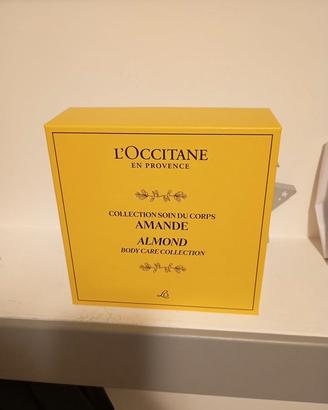 L'OCCITANE
EN PROVENCE
COLLECTION SOIN DU CORPS
AMANDE
ALMOND
BODY CARE COLLECTION